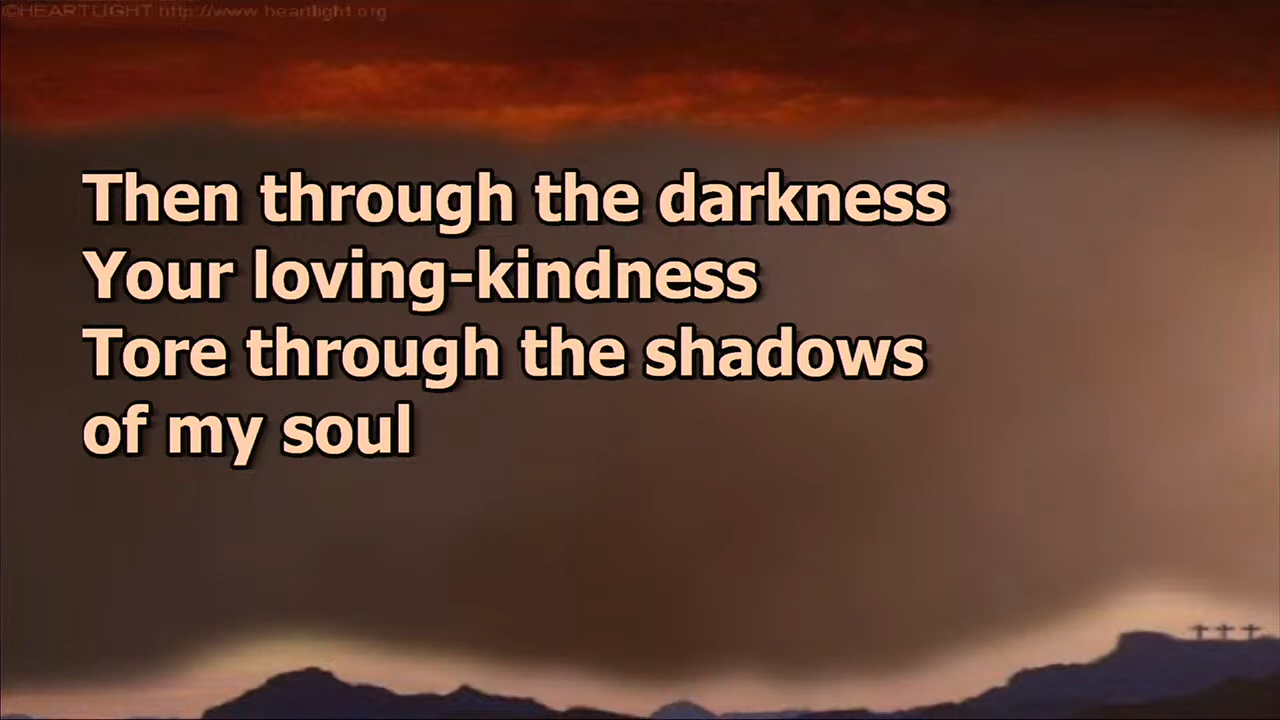 ©HEARTLIGHT http://www.heartlight.org
Then through the darkness
Your loving-kindness
Tore through the shadows
of my soul